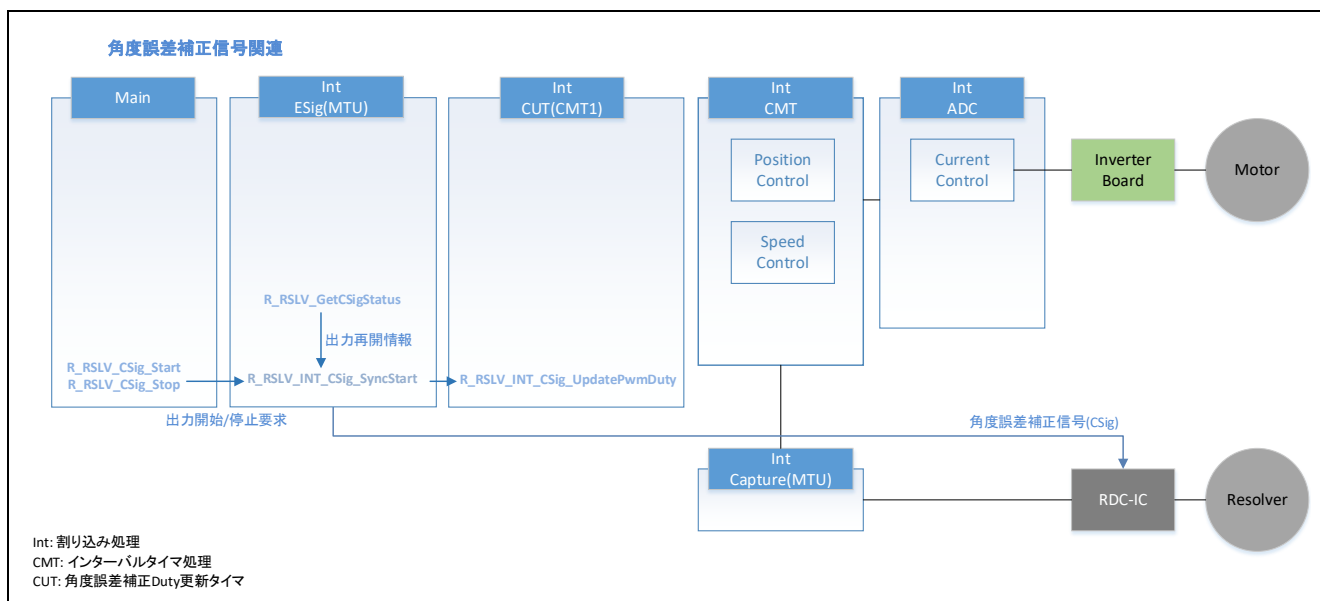 角度誤差補正信号関連
Main
Int
ESig(MTU)
Int
CUT(CMT1)
Int
CMT
Int
ADC
Position
Control
Current
Control
Inverter
Board
Motor
Speed
Control
R_RSLV_GetCSigStatus
出力再開情報
R_RSLV_CSig_Start
R_RSLV_CSig_Stop
R_RSLV_INT_CSig_SyncStart
R_RSLV_INT_CSig_UpdatePwmDuty
出力開始/停止要求
角度誤差補正信号(CSig)
Int
Capture(MTU)
RDC-IC
Resolver
Int: 割り込み処理
CMT: インターバルタイマ処理
CUT: 角度誤差補正Duty更新タイマ